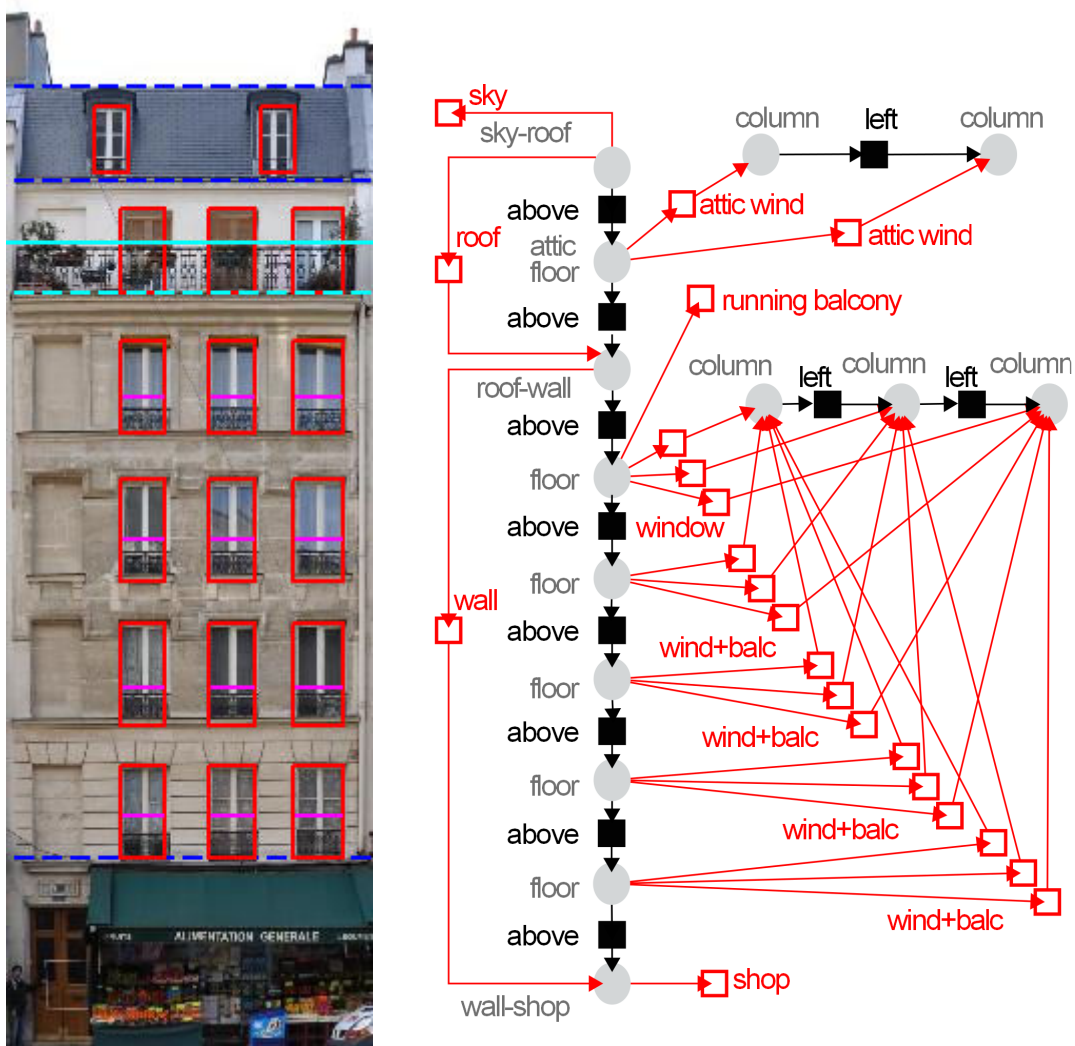 sky
sky-roof
column
left
column
above
attic wind
roof
attic
floor
attic wind
above
running balcony
column
left
column
left
column
roof-wall
above
floor
above
window
floor
wall
above
wind+balc
floor
above
wind+balc
floor
above
wind+balc
floor
wind+balc
above
shop
wall-shop
ALIMENTATION GENERALE